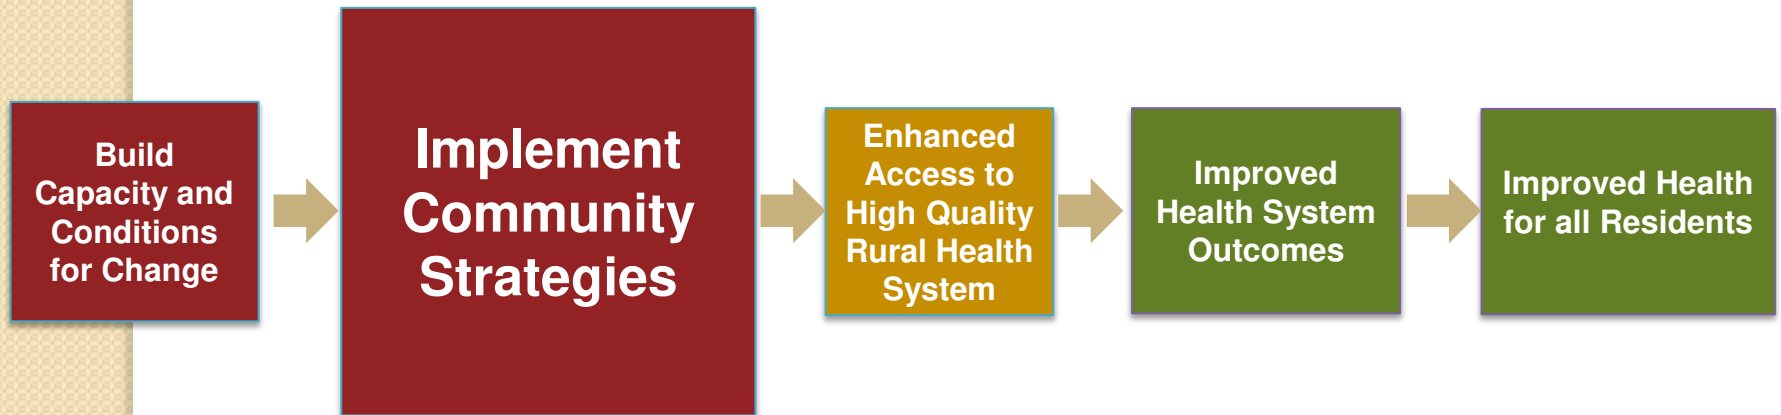 Build
Capacity and
Conditions
for Change
Implement
Community
Strategies
Enhanced
Access to
High Quality
Rural Health
System
Improved
Health System
Outcomes
Improved Health
for all Residents